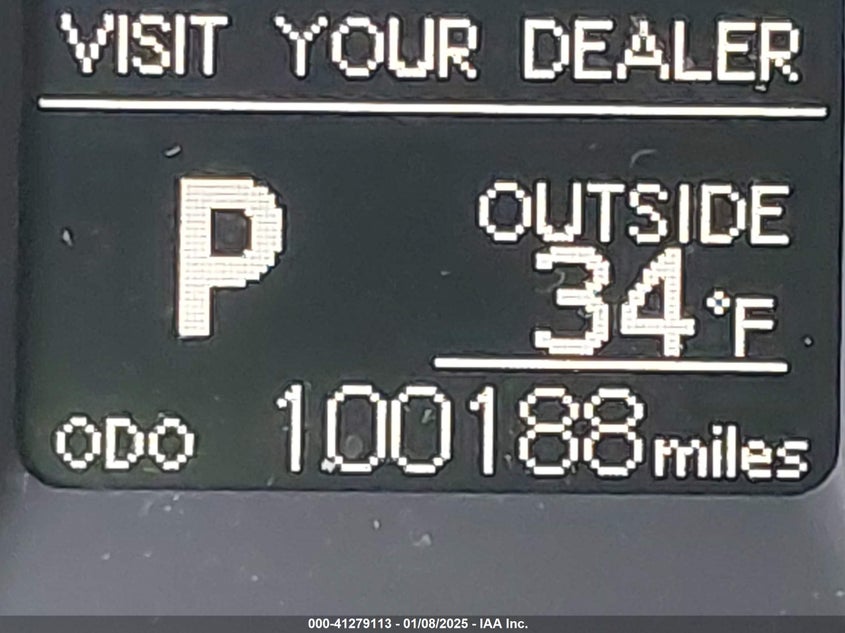 VISIT YOUR DEALER
P
OUTSIDE
34°F
ODO 100188 miles
000-41279113 - 01/08/2025 - IAA Inc.